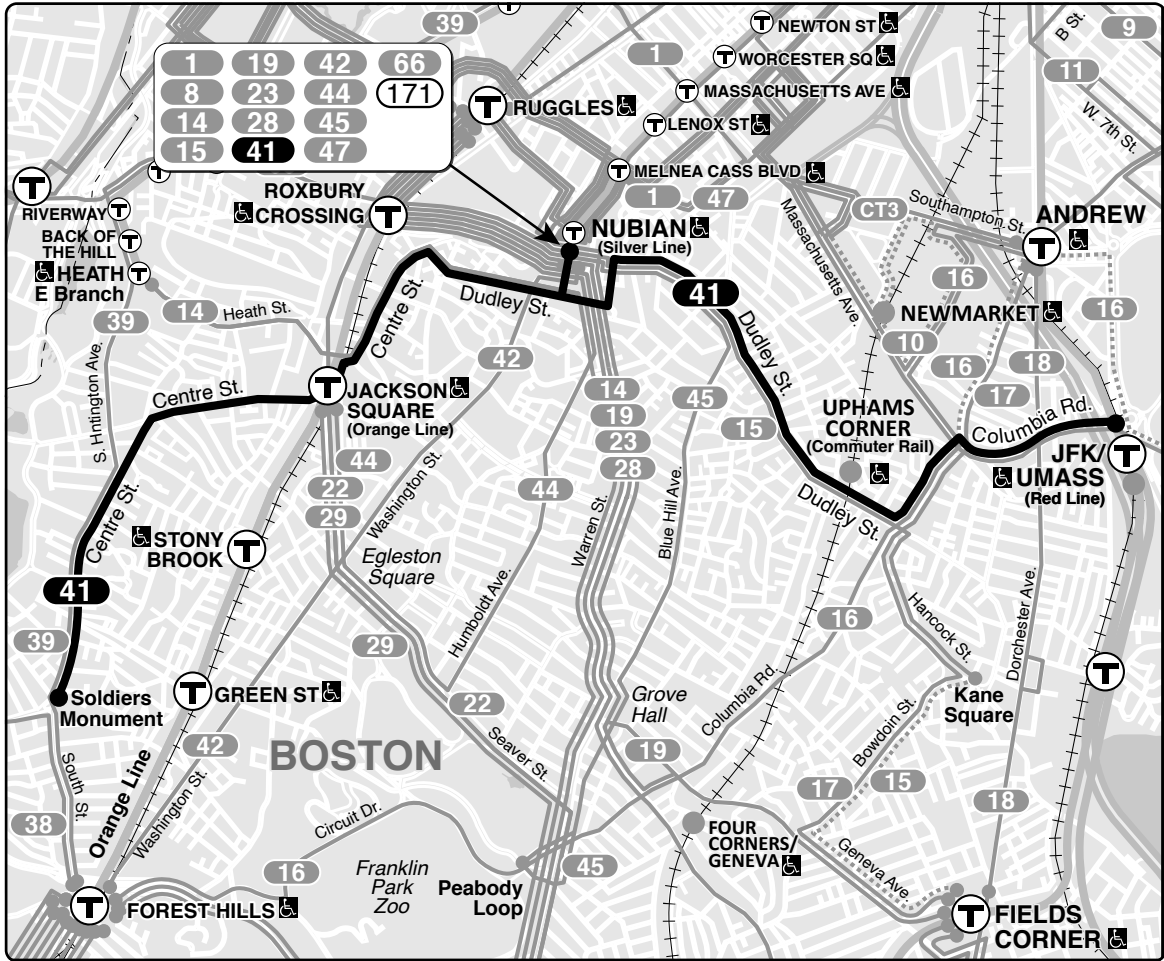 39
T
NEWTON ST
B St.
9
1
T WORCESTER SQ
11
1 19 42 66
8 23 44 171
14 28 45
15 41 47
T RUGGLES
T MASSACHUSETTS AVE
W. 7th St.
T LENOX ST
T
RIVERWAY T
T
ROXBURY
CROSSING T
T MELNEA CASS BLVD
1 47
CT3
Southampton St.
ANDREW
T
BACK OF
THE HILL T
HEATH T
E Branch
T
NUBIAN
(Silver Line)
Massachusetts Ave.
16
16
14
Heath St.
39
S. Hntington Ave.
Centre St.
Dudley St.
41
NEWMARKET
10
16
18
17
42
Dudley St.
Centre St.
T JACKSON
SQUARE
(Orange Line)
14
19
23
28
45
15
UPHAMS
CORNER
(Commuter Rail)
Columbia Rd.
JFK/
UMASS
(Red Line)
T
44
22
29
Washington St.
44
Warren St.
Blue Hill Ave.
Dudley St.
Centre St.
STONY
BROOK
T
Egleston
Square
41
Humboldt Ave.
16
Hancock St.
Dorchester Ave.
39
29
T
Soldiers
Monument
T GREEN ST
22
Grove
Hall
Columbia Rd.
Kane
Square
42
BOSTON
Seaver St.
19
Bowdoin St.
15
17
South St.
Orange Line
Washington St.
38
Circuit Dr.
18
16
Franklin
Park
Zoo
Peabody
Loop
45
FOUR
CORNERS/
GENEVA
Geneva Ave.
T
FOREST HILLS
T
FIELDS
CORNER